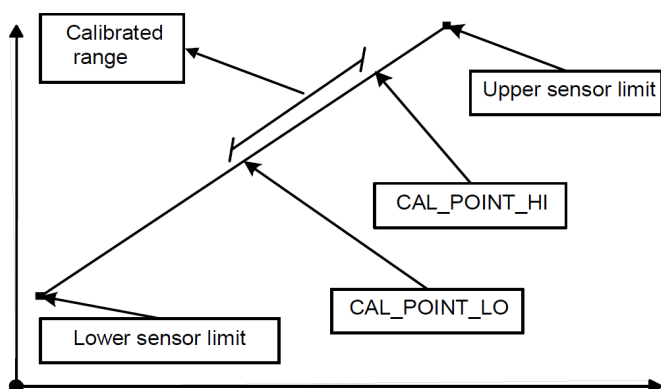 Calibrated
range
Upper sensor limit
CAL_POINT_HI
CAL_POINT_LO
Lower sensor limit